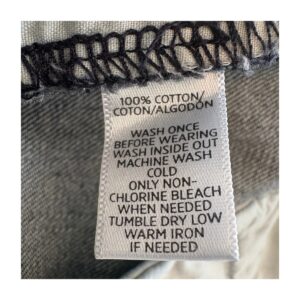 100% COTTON/
COTON/ALGODÓN
WASH ONCE
BEFORE WEARING
WASH INSIDE OUT
MACHINE WASH
COLD
ONLY NON-
CHLORINE BLEACH
WHEN NEEDED
TUMBLE DRY LOW
WARM IRON
IF NEEDED